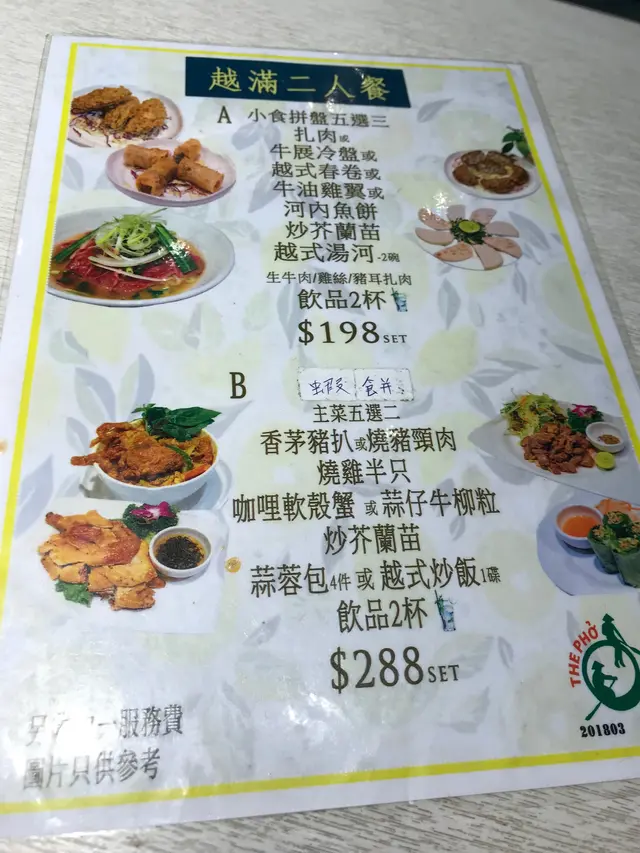 越滿二人餐
A 小食拼盤五選三
扎肉或
牛展冷盤或
越式春卷或
牛油雞翼或
河內魚餅
炒芥蘭苗
越式湯河-2碗
生牛肉/雞絲/豬耳扎肉
飲品2杯
$198 SET
B 蝦餅
主菜五選二
香茅豬扒或燒豬頸肉
燒雞半只
咖哩軟殼蟹 或 蒜仔牛柳粒
炒芥蘭苗
蒜蓉包4件 或 越式炒飯1碟
飲品2杯
$288 SET
THE PHỞ
201803
一服務費
圖片只供參考